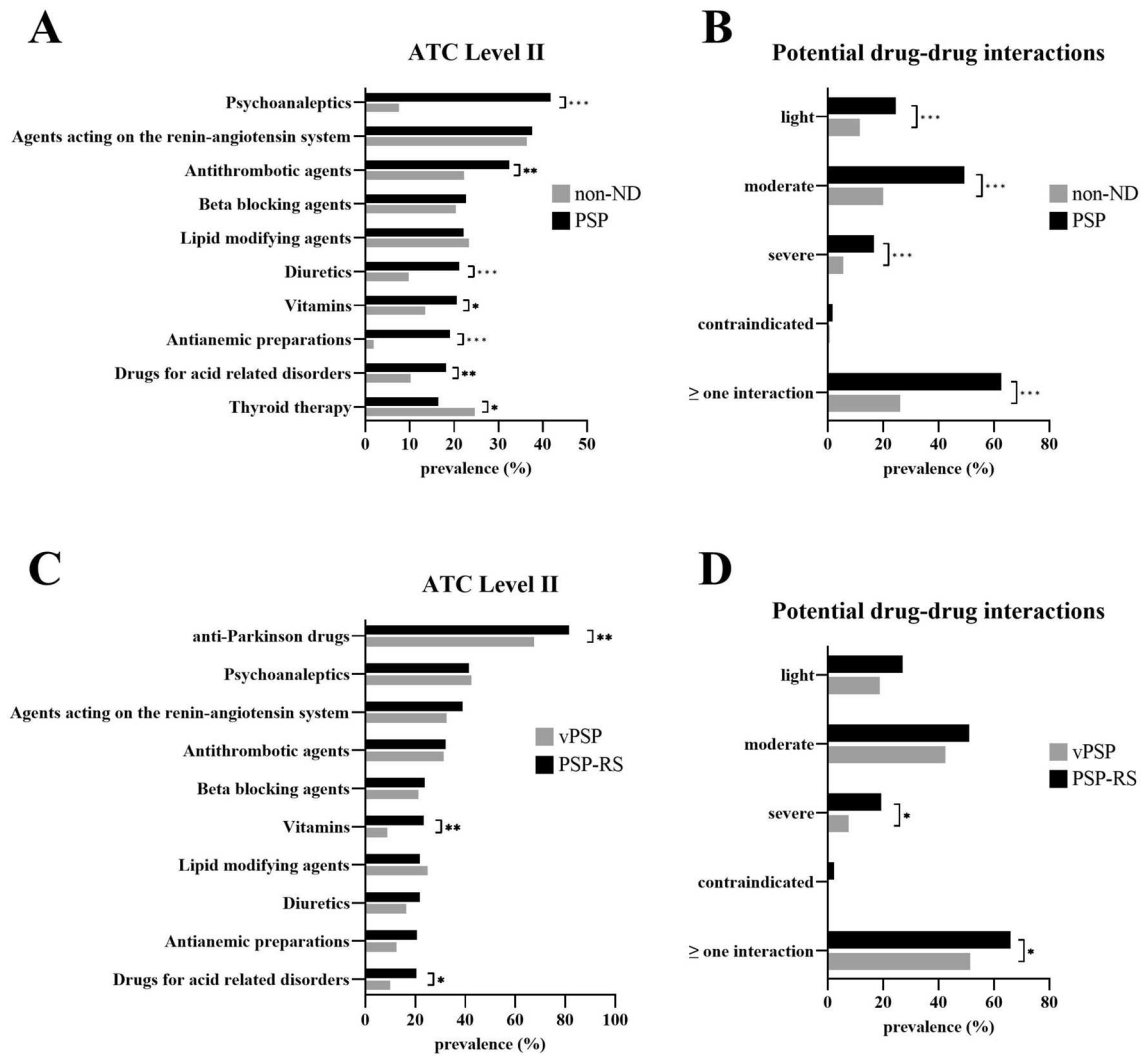 A
ATC Level II
Psychoanaleptics
***
Agents acting on the renin-angiotensin system
Antithrombotic agents
**
Beta blocking agents
Lipid modifying agents
Diuretics
***
Vitamins
*
Antianemic preparations
***
Drugs for acid related disorders
**
Thyroid therapy
*
non-ND
PSP
0 10 20 30 40 50
prevalence (%)
B
Potential drug-drug interactions
light
***
moderate
***
severe
***
contraindicated
≥ one interaction
***
non-ND
PSP
0 20 40 60 80
prevalence (%)
C
ATC Level II
anti-Parkinson drugs
**
Psychoanaleptics
Agents acting on the renin-angiotensin system
Antithrombotic agents
Beta blocking agents
Vitamins
**
Lipid modifying agents
Diuretics
Antianemic preparations
Drugs for acid related disorders
*
vPSP
PSP-RS
0 20 40 60 80 100
prevalence (%)
D
Potential drug-drug interactions
light
moderate
severe
*
contraindicated
≥ one interaction
*
vPSP
PSP-RS
0 20 40 60 80
prevalence (%)